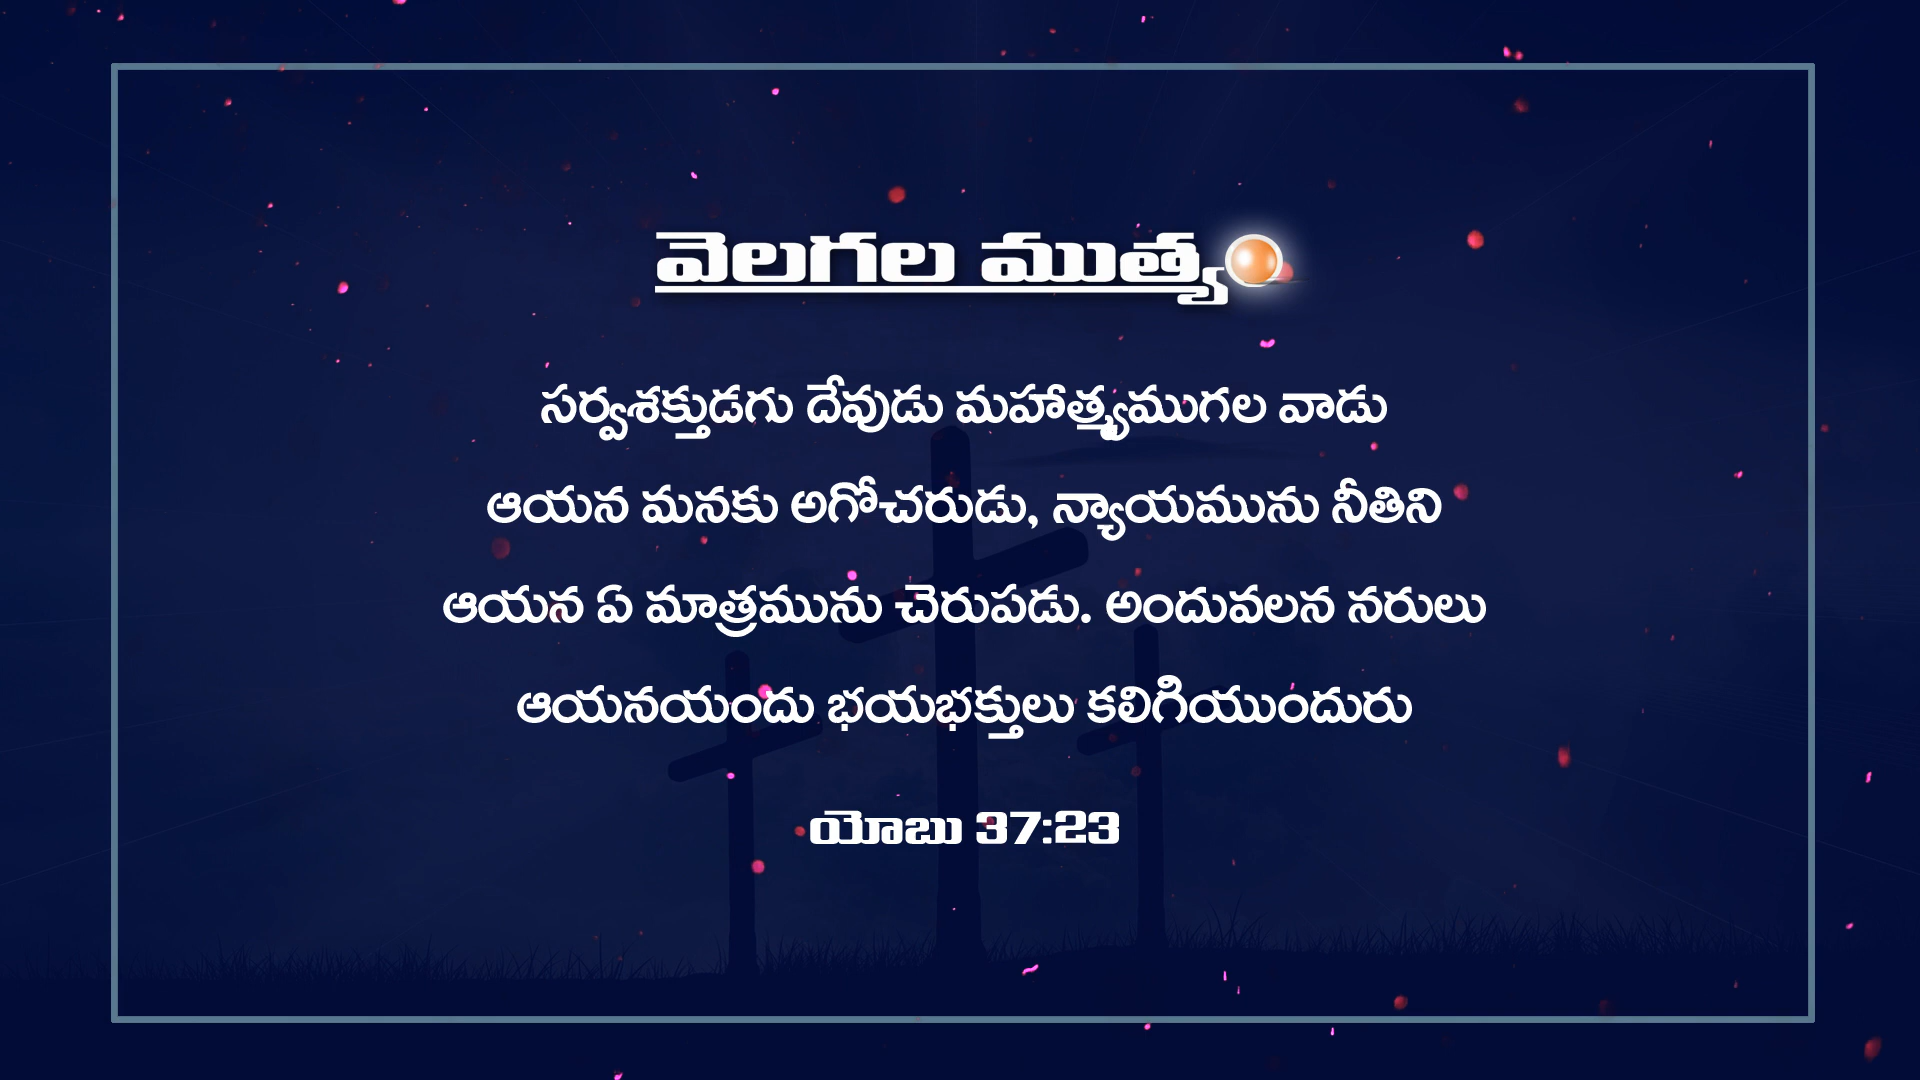 వెలగల ముత్యం
సర్వశక్తుడగు దేవుడు మహాత్మ్యముగల వాడు
ఆయన మనకు అగోచరుడు, న్యాయమును నీతిని
ఆయన ఏ మాత్రమును చెరుపడు. అందువలన నరులు
ఆయనయందు భయభక్తులు కలిగియుందురు
యోబు 37:23